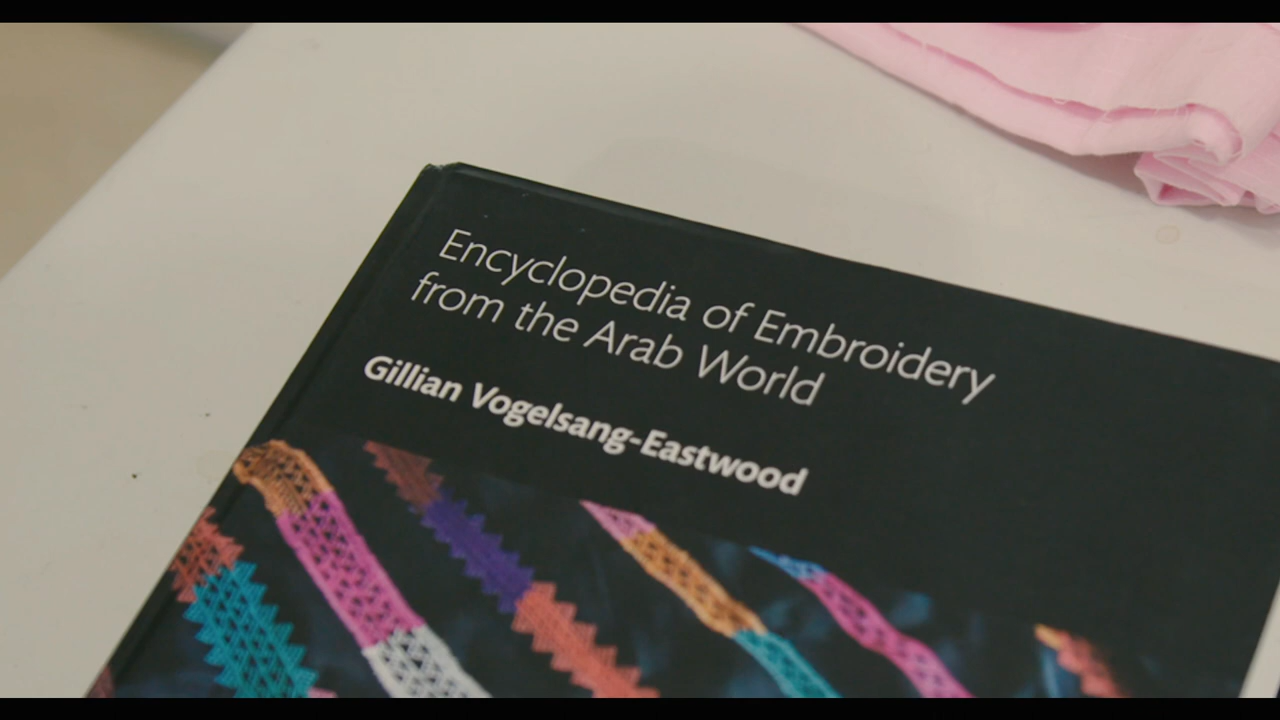 Encyclopedia of Embroidery
from the Arab World
Gillian Vogelsang-Eastwood